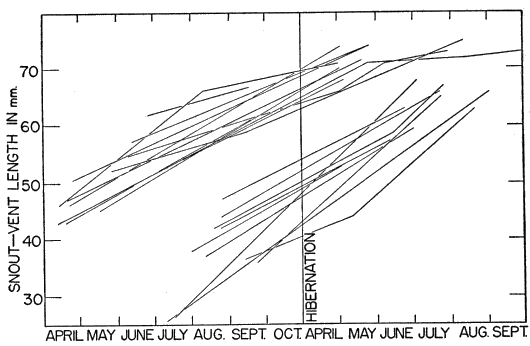 SNOUT–VENT LENGTH IN mm.
70
60
50
40
30
HIBERNATION
APRIL MAY JUNE JULY AUG. SEPT. OCT. APRIL MAY JUNE JULY AUG. SEPT.